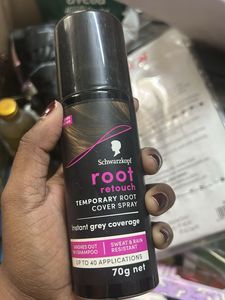 Schwarzkopf
root
retouch
TEMPORARY ROOT
COVER SPRAY
instant grey coverage
WASHES OUT
IN 1 SHAMPOO
SWEAT & RAIN
RESISTANT
UP TO 40 APPLICATIONS
70g net